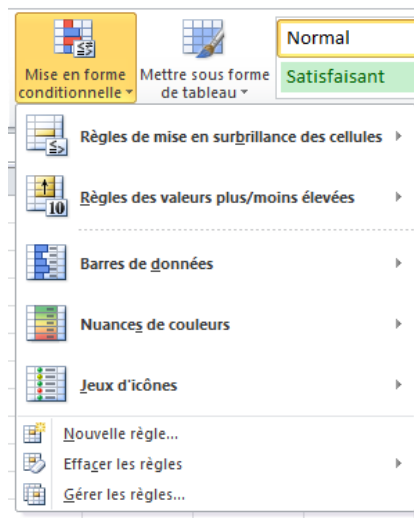 Normal
Mise en forme Mettre sous forme
conditionnelle de tableau
Satisfaisant
Règles de mise en surbrillance des cellules
Règles des valeurs plus/moins élevées
10
Barres de données
Nuances de couleurs
Jeux d'icônes
Nouvelle règle...
Effacer les règles
Gérer les règles...